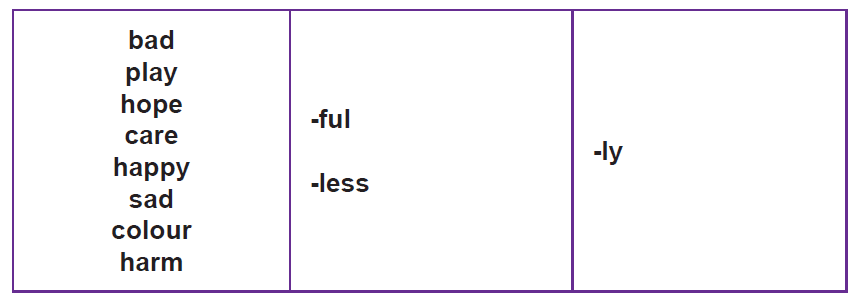 bad
play
hope
care
happy
sad
colour
harm
-ful
-less
-ly